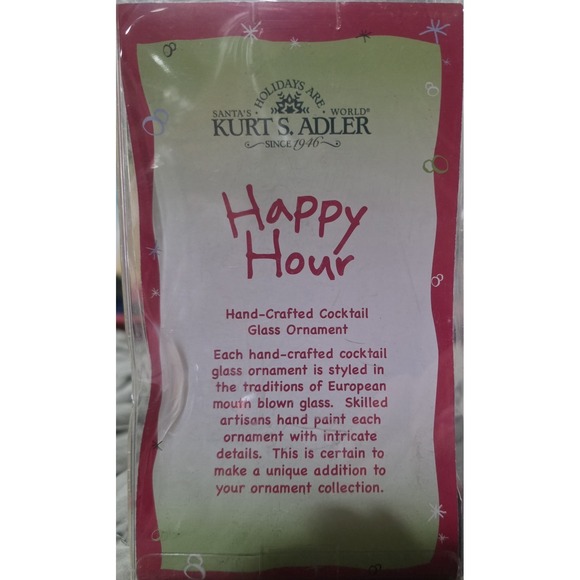 HOLIDAYS ARE
SANTA'S WORLD®
KURT S. ADLER
SINCE 1946
Happy
Hour
Hand-Crafted Cocktail
Glass Ornament
Each hand-crafted cocktail
glass ornament is styled in
the traditions of European
mouth blown glass. Skilled
artisans hand paint each
ornament with intricate
details. This is certain to
make a unique addition to
your ornament collection.